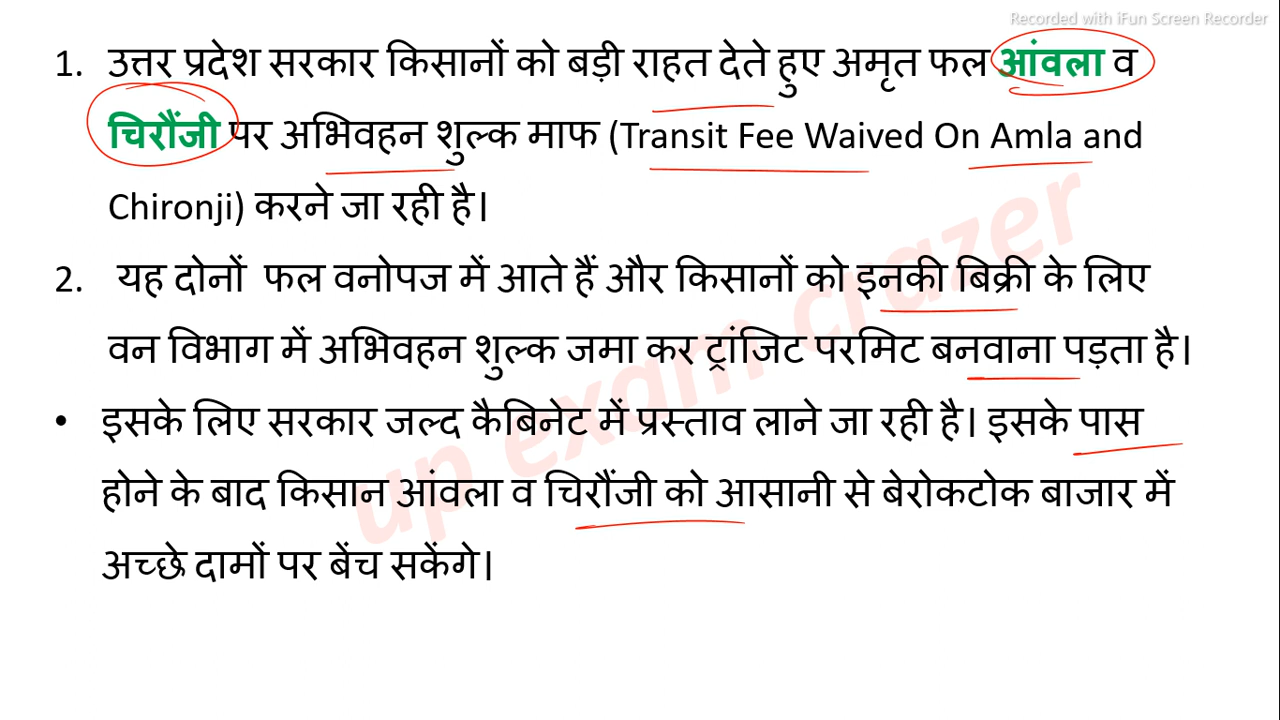 Recorded with iFun Screen Recorder
1. उत्तर प्रदेश सरकार किसानों को बड़ी राहत देते हुए अमृत फल आंवला व
चिरौंजी पर अभिवहन शुल्क माफ (Transit Fee Waived On Amla and
Chironji) करने जा रही है।
2. यह दोनों फल वनोपज में आते हैं और किसानों को इनकी बिक्री के लिए
वन विभाग में अभिवहन शुल्क जमा कर ट्रांजिट परमिट बनवाना पड़ता है।
• इसके लिए सरकार जल्द कैबिनेट में प्रस्ताव लाने जा रही है। इसके पास
होने के बाद किसान आंवला व चिरौंजी को आसानी से बेरोकटोक बाजार में
अच्छे दामों पर बेंच सकेंगे।
up exam crazer